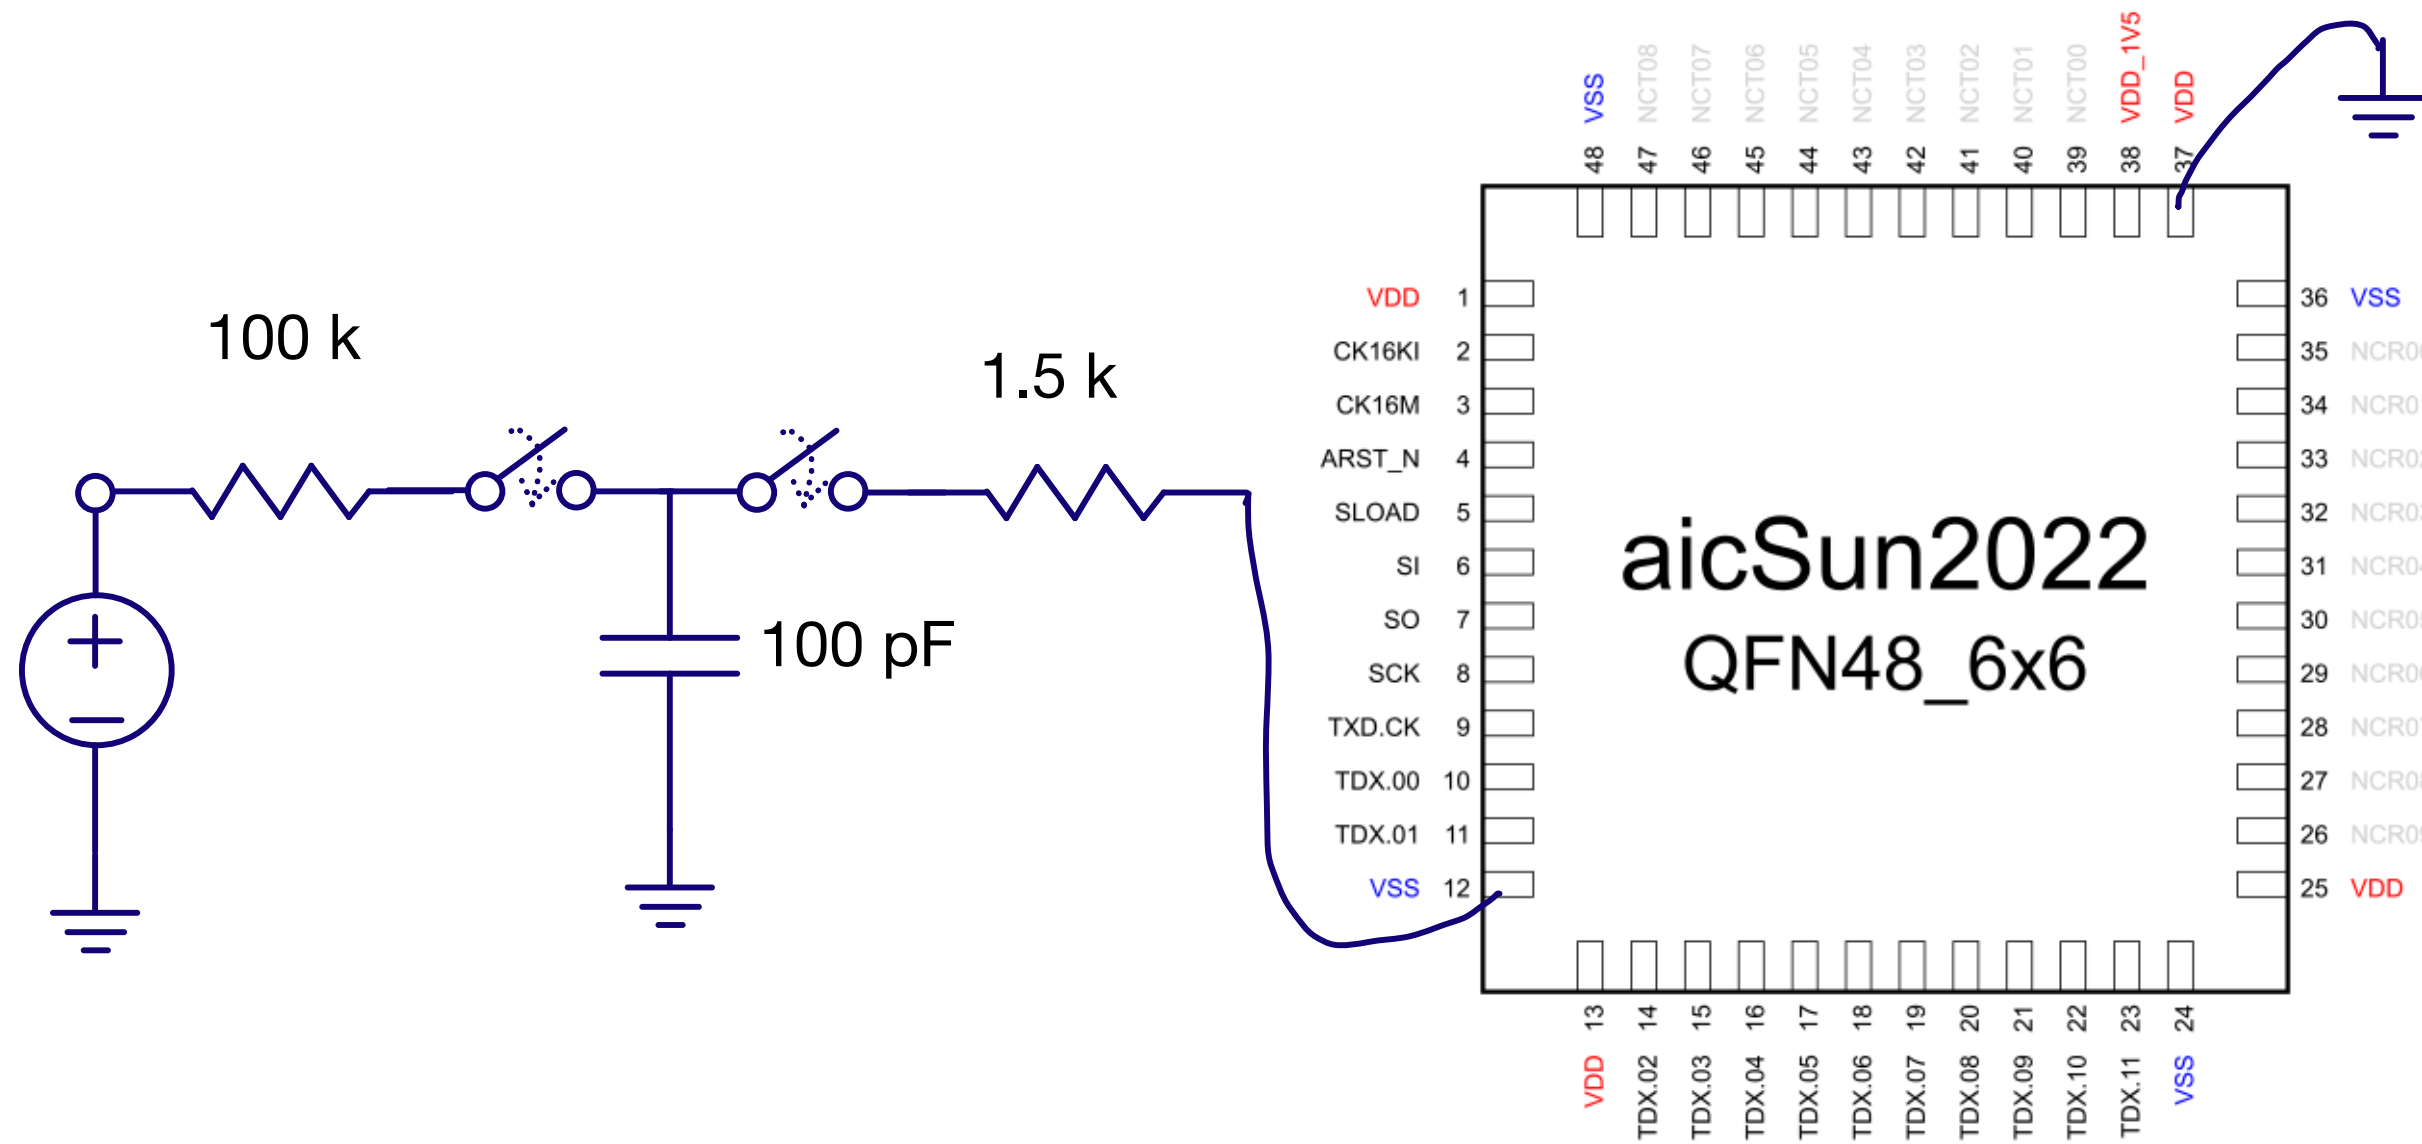 100 k
1.5 k
100 pF
VSS 48
NCT08 47
NCT07 46
NCT06 45
NCT05 44
NCT04 43
NCT03 42
NCT02 41
NCT01 40
NCT00 39
VDD_1V5 38
VDD 37
VDD 1
CK16KI 2
CK16M 3
ARST_N 4
SLOAD 5
SI 6
SO 7
SCK 8
TXD.CK 9
TDX.00 10
TDX.01 11
VSS 12
aicSun2022
QFN48_6x6
36 VSS
35
34
33
32
31
30
29
28
27
26
25 VDD
13 VDD
14 TDX.02
15 TDX.03
16 TDX.04
17 TDX.05
18 TDX.06
19 TDX.07
20 TDX.08
21 TDX.09
22 TDX.10
23 TDX.11
24 VSS